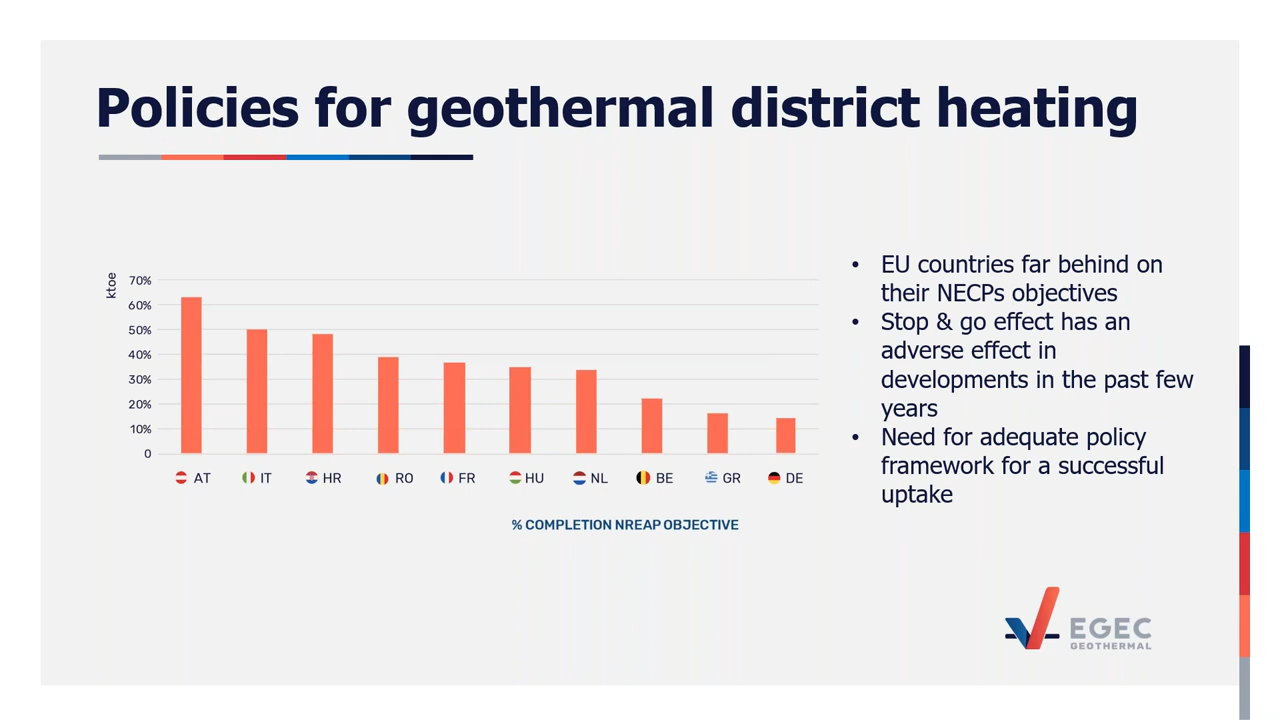 Policies for geothermal district heating
ktoe
70%
60%
50%
40%
30%
20%
10%
0
AT IT HR RO FR HU NL BE GR DE
% COMPLETION NREAP OBJECTIVE
• EU countries far behind on
their NECPs objectives
• Stop & go effect has an
adverse effect in
developments in the past few
years
• Need for adequate policy
framework for a successful
uptake
EGEC
GEOTHERMAL